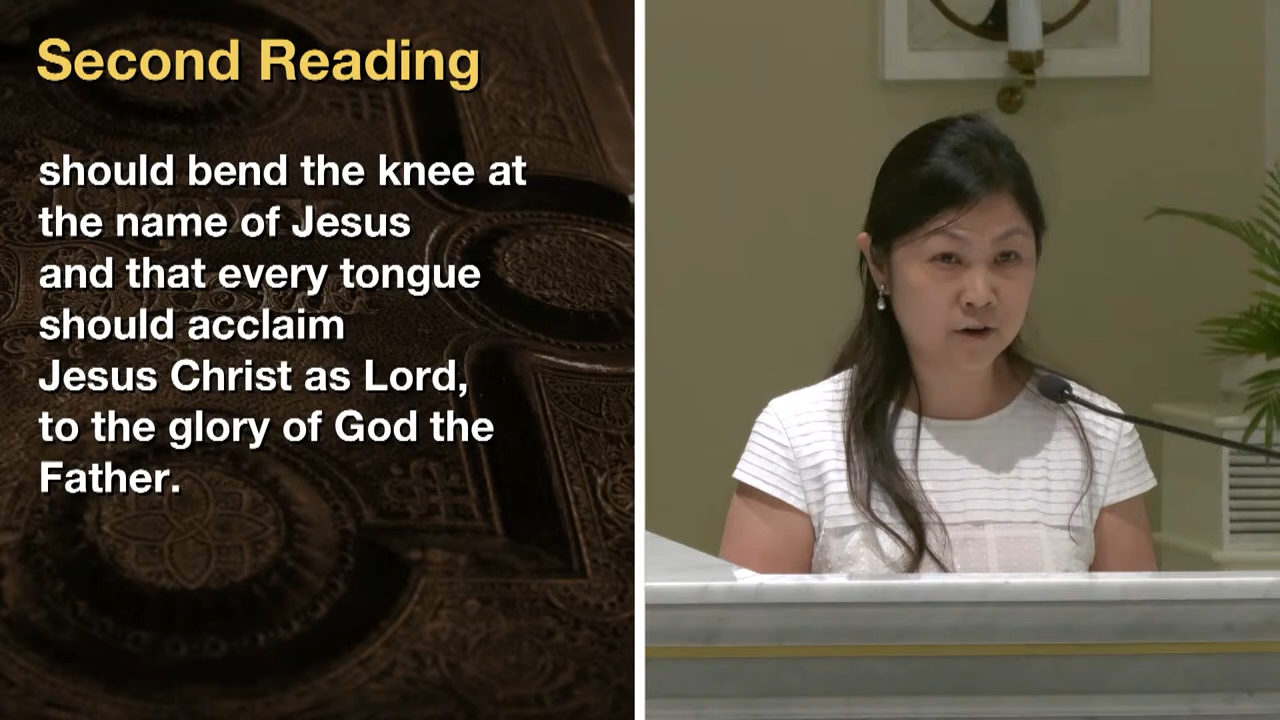 Second Reading
should bend the knee at
the name of Jesus
and that every tongue
should acclaim
Jesus Christ as Lord,
to the glory of God the
Father.